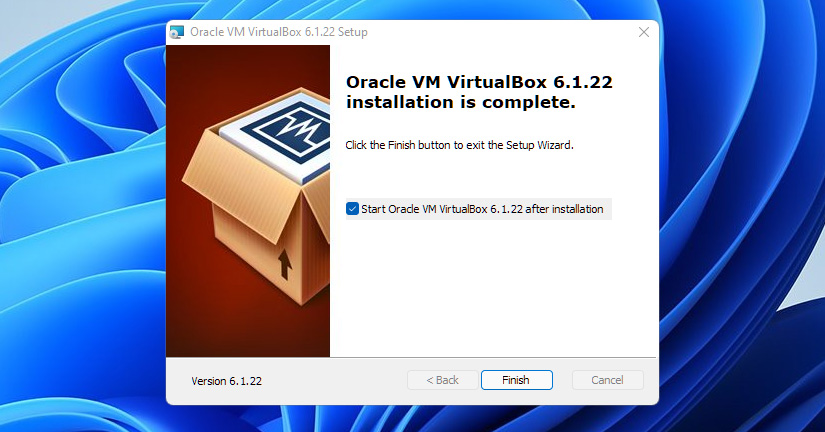 Oracle VM VirtualBox 6.1.22 Setup
Oracle VM VirtualBox 6.1.22
installation is complete.
Click the Finish button to exit the Setup Wizard.
Start Oracle VM VirtualBox 6.1.22 after installation
Version 6.1.22
< Back
Finish
Cancel